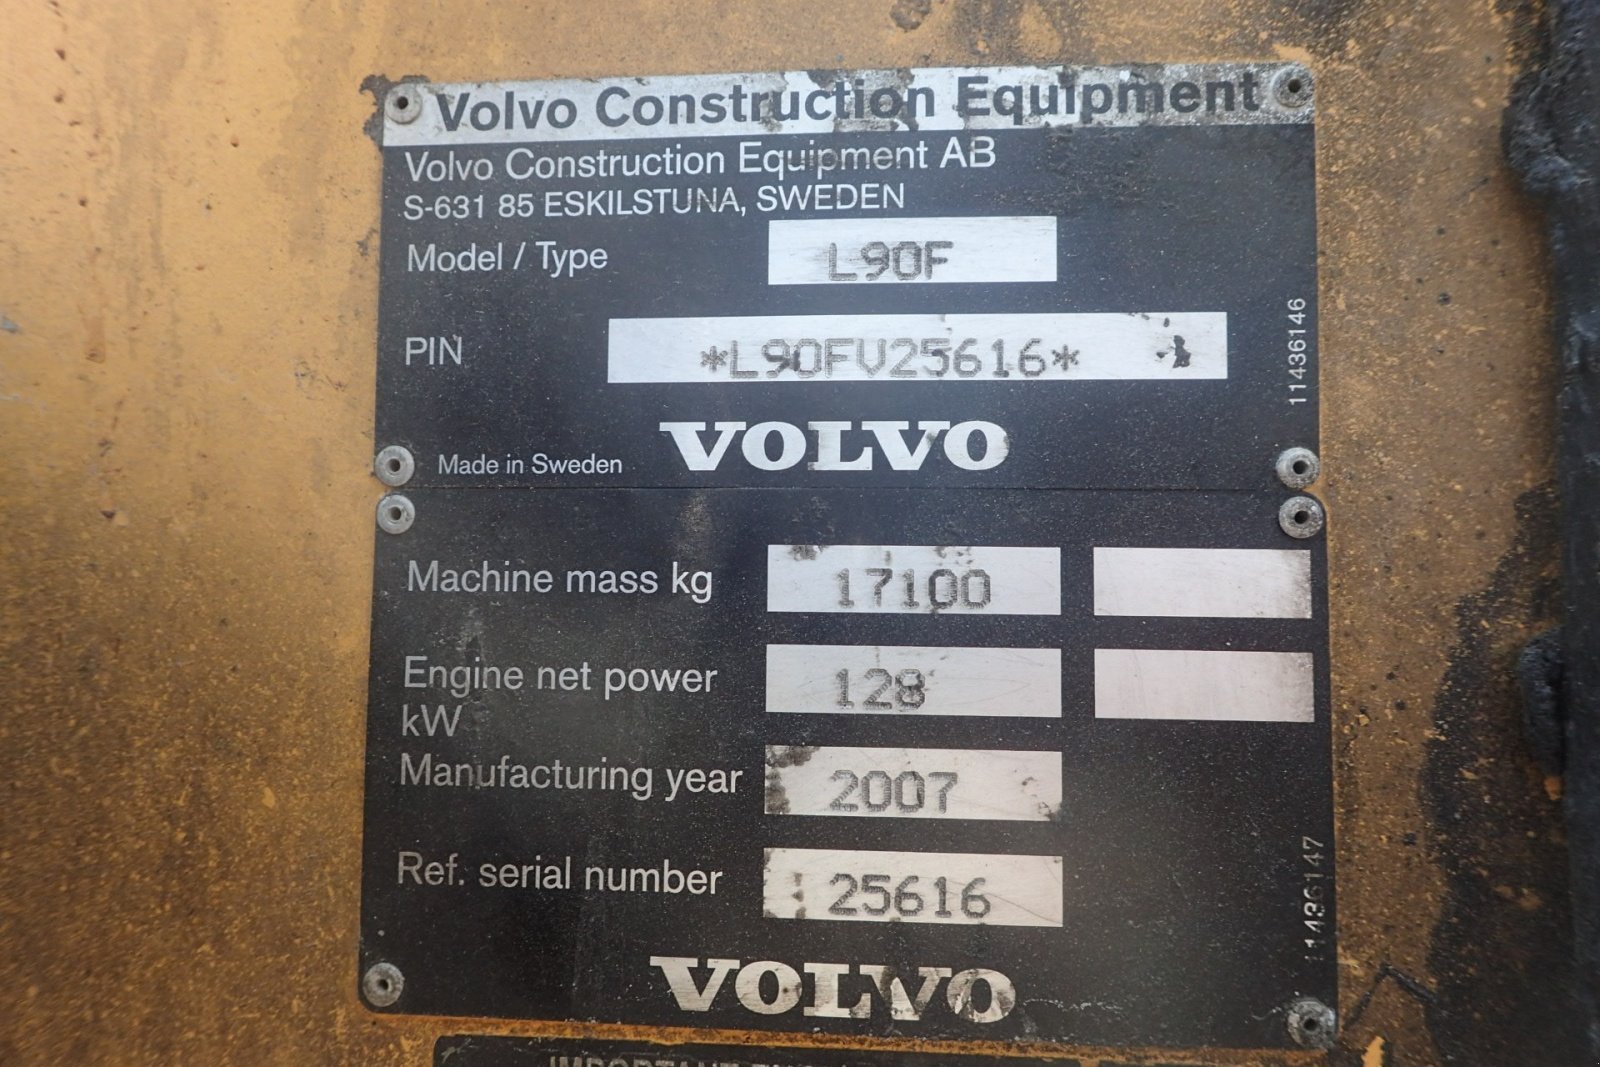 Volvo Construction Equipment
Volvo Construction Equipment AB
S-631 85 ESKILSTUNA, SWEDEN
Model / Type L90F
PIN *L90FV25616*
11436146
Made in Sweden VOLVO
Machine mass kg 17100
Engine net power 128
kW
Manufacturing year 2007
Ref. serial number 25616
11436147
VOLVO
IMPORTANT